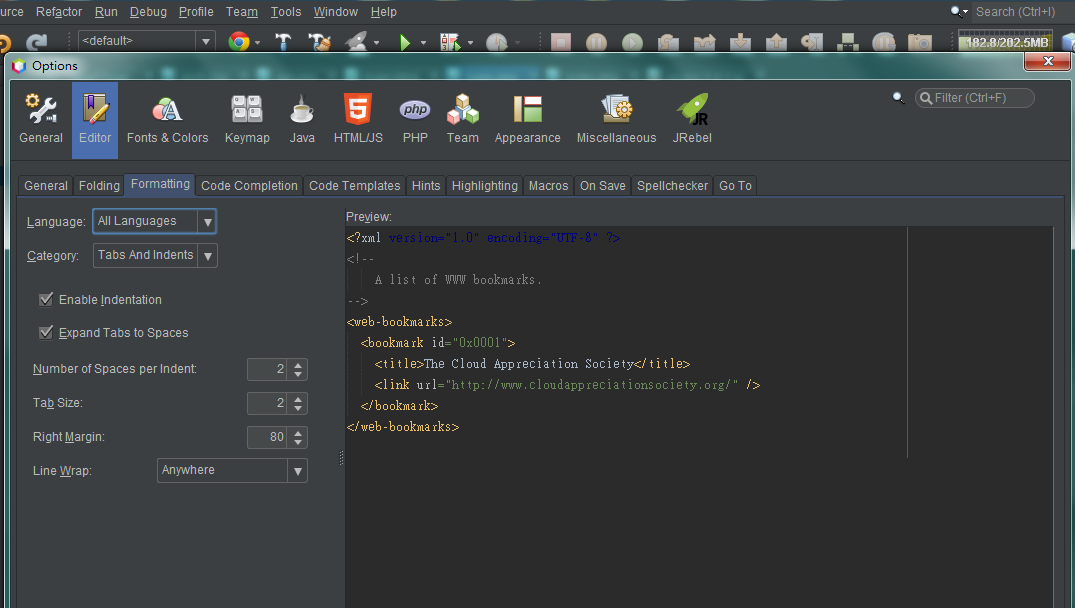 urce Refactor Run Debug Profile Team Tools Window Help Search (Ctrl+I)
<default> 182.8/202.5MB
Options
General Editor Fonts & Colors Keymap Java HTML/JS PHP Team Appearance Miscellaneous JRebel Filter (Ctrl+F)
General Folding Formatting Code Completion Code Templates Hints Highlighting Macros On Save Spellchecker Go To
Language: All Languages
Category: Tabs And Indents
Enable Indentation
Expand Tabs to Spaces
Number of Spaces per Indent: 2
Tab Size: 2
Right Margin: 80
Line Wrap: Anywhere
Preview:
<?xml version="1.0" encoding="UTF-8" ?>
<!--
A list of WWW bookmarks.
-->
<web-bookmarks>
<bookmark id="0x0001">
<title>The Cloud Appreciation Society</title>
<link url="http://www.cloudappreciationsociety.org/" />
</bookmark>
</web-bookmarks>